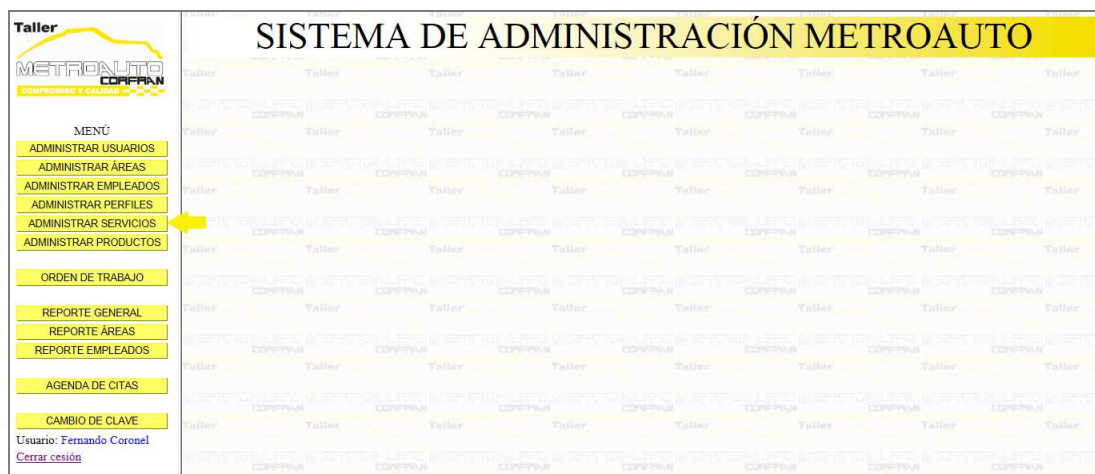 Taller
METROAUTO
CORFRAN
COMPROMISO Y CALIDAD
SISTEMA DE ADMINISTRACIÓN METROAUTO
MENÚ
ADMINISTRAR USUARIOS
ADMINISTRAR ÁREAS
ADMINISTRAR EMPLEADOS
ADMINISTRAR PERFILES
ADMINISTRAR SERVICIOS
ADMINISTRAR PRODUCTOS
ORDEN DE TRABAJO
REPORTE GENERAL
REPORTE ÁREAS
REPORTE EMPLEADOS
AGENDA DE CITAS
CAMBIO DE CLAVE
Usuario: Fernando Coronel
Cerrar cesión